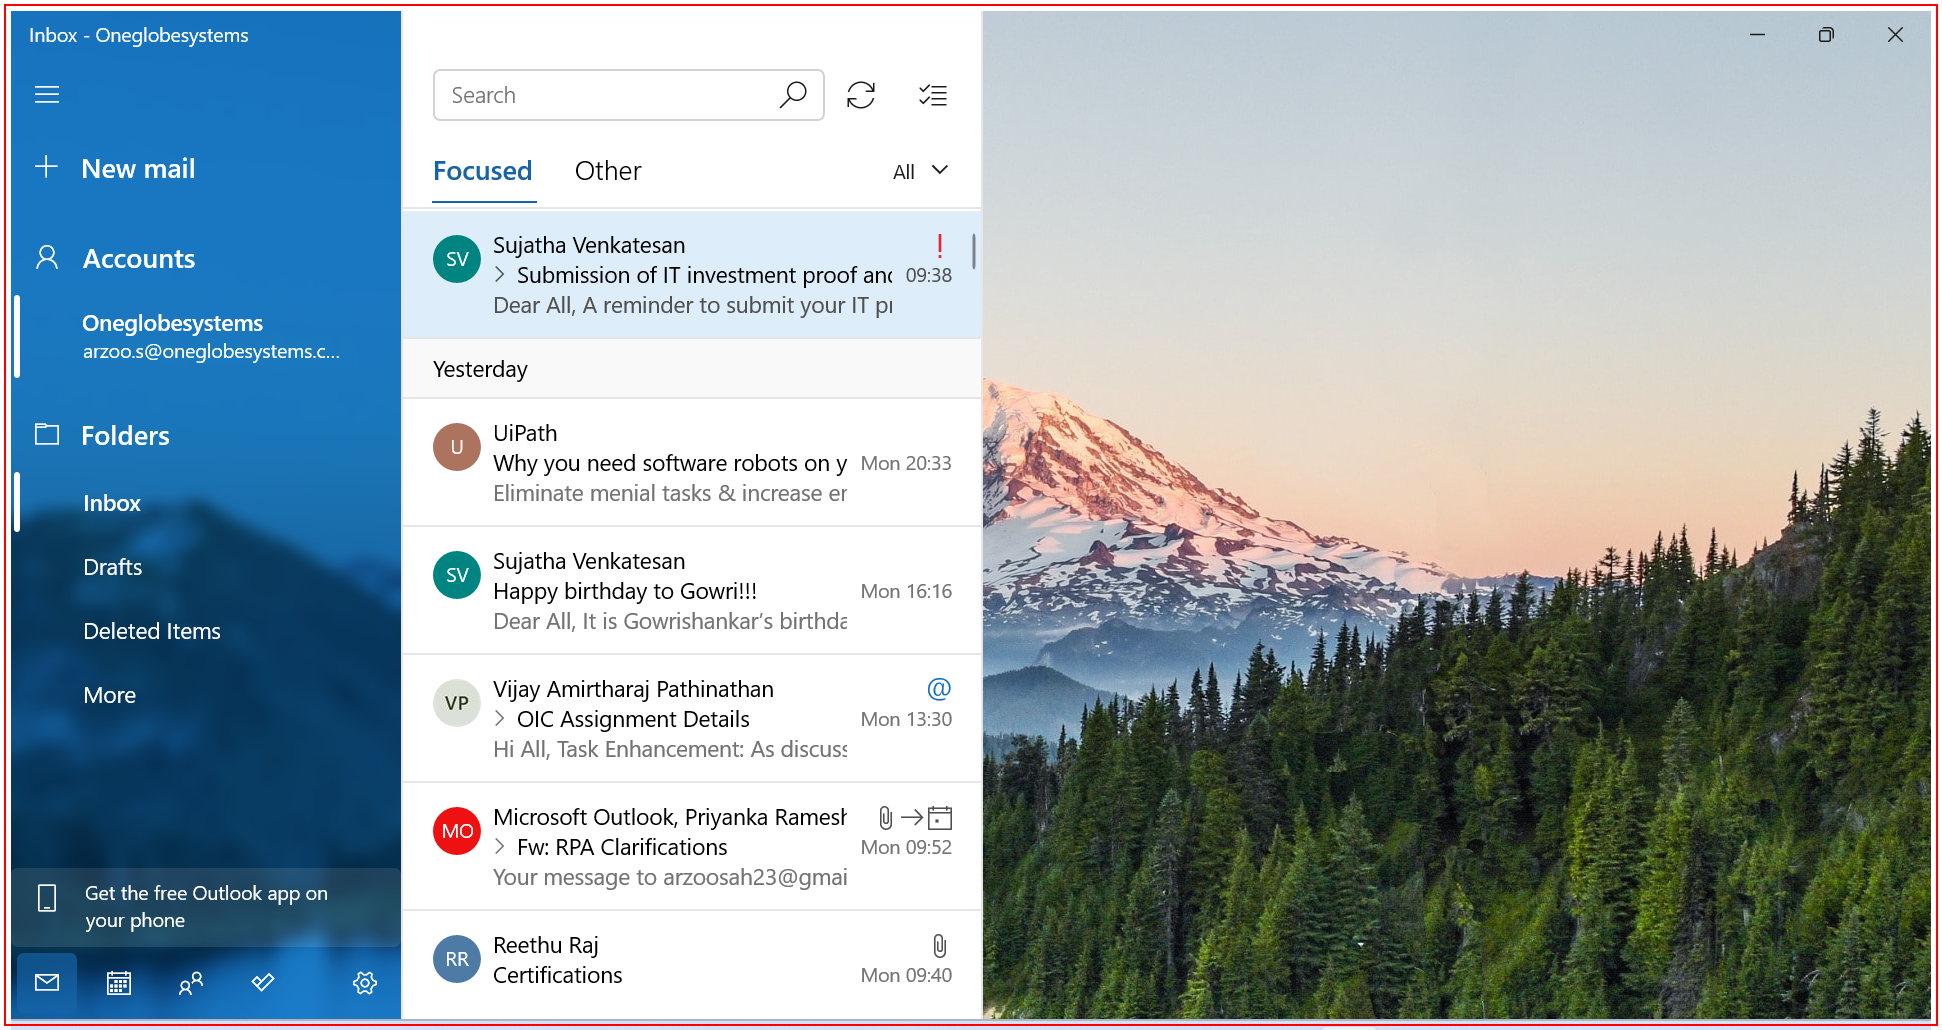 Inbox - Oneglobesystems
New mail
Accounts
Oneglobesystems
arzoo.s@oneglobesystems.c...
Folders
Inbox
Drafts
Deleted Items
More
Get the free Outlook app on
your phone
Search
Focused Other All
SV Sujatha Venkatesan !
> Submission of IT investment proof and 09:38
Dear All, A reminder to submit your IT pr
Yesterday
U UiPath
Why you need software robots on y Mon 20:33
Eliminate menial tasks & increase er
SV Sujatha Venkatesan
Happy birthday to Gowri!!! Mon 16:16
Dear All, It is Gowrishankar's birthda
VP Vijay Amirtharaj Pathinathan @
> OIC Assignment Details Mon 13:30
Hi All, Task Enhancement: As discuss
MO Microsoft Outlook, Priyanka Ramesh
> Fw: RPA Clarifications Mon 09:52
Your message to arzoosah23@gmai
RR Reethu Raj
Certifications Mon 09:40